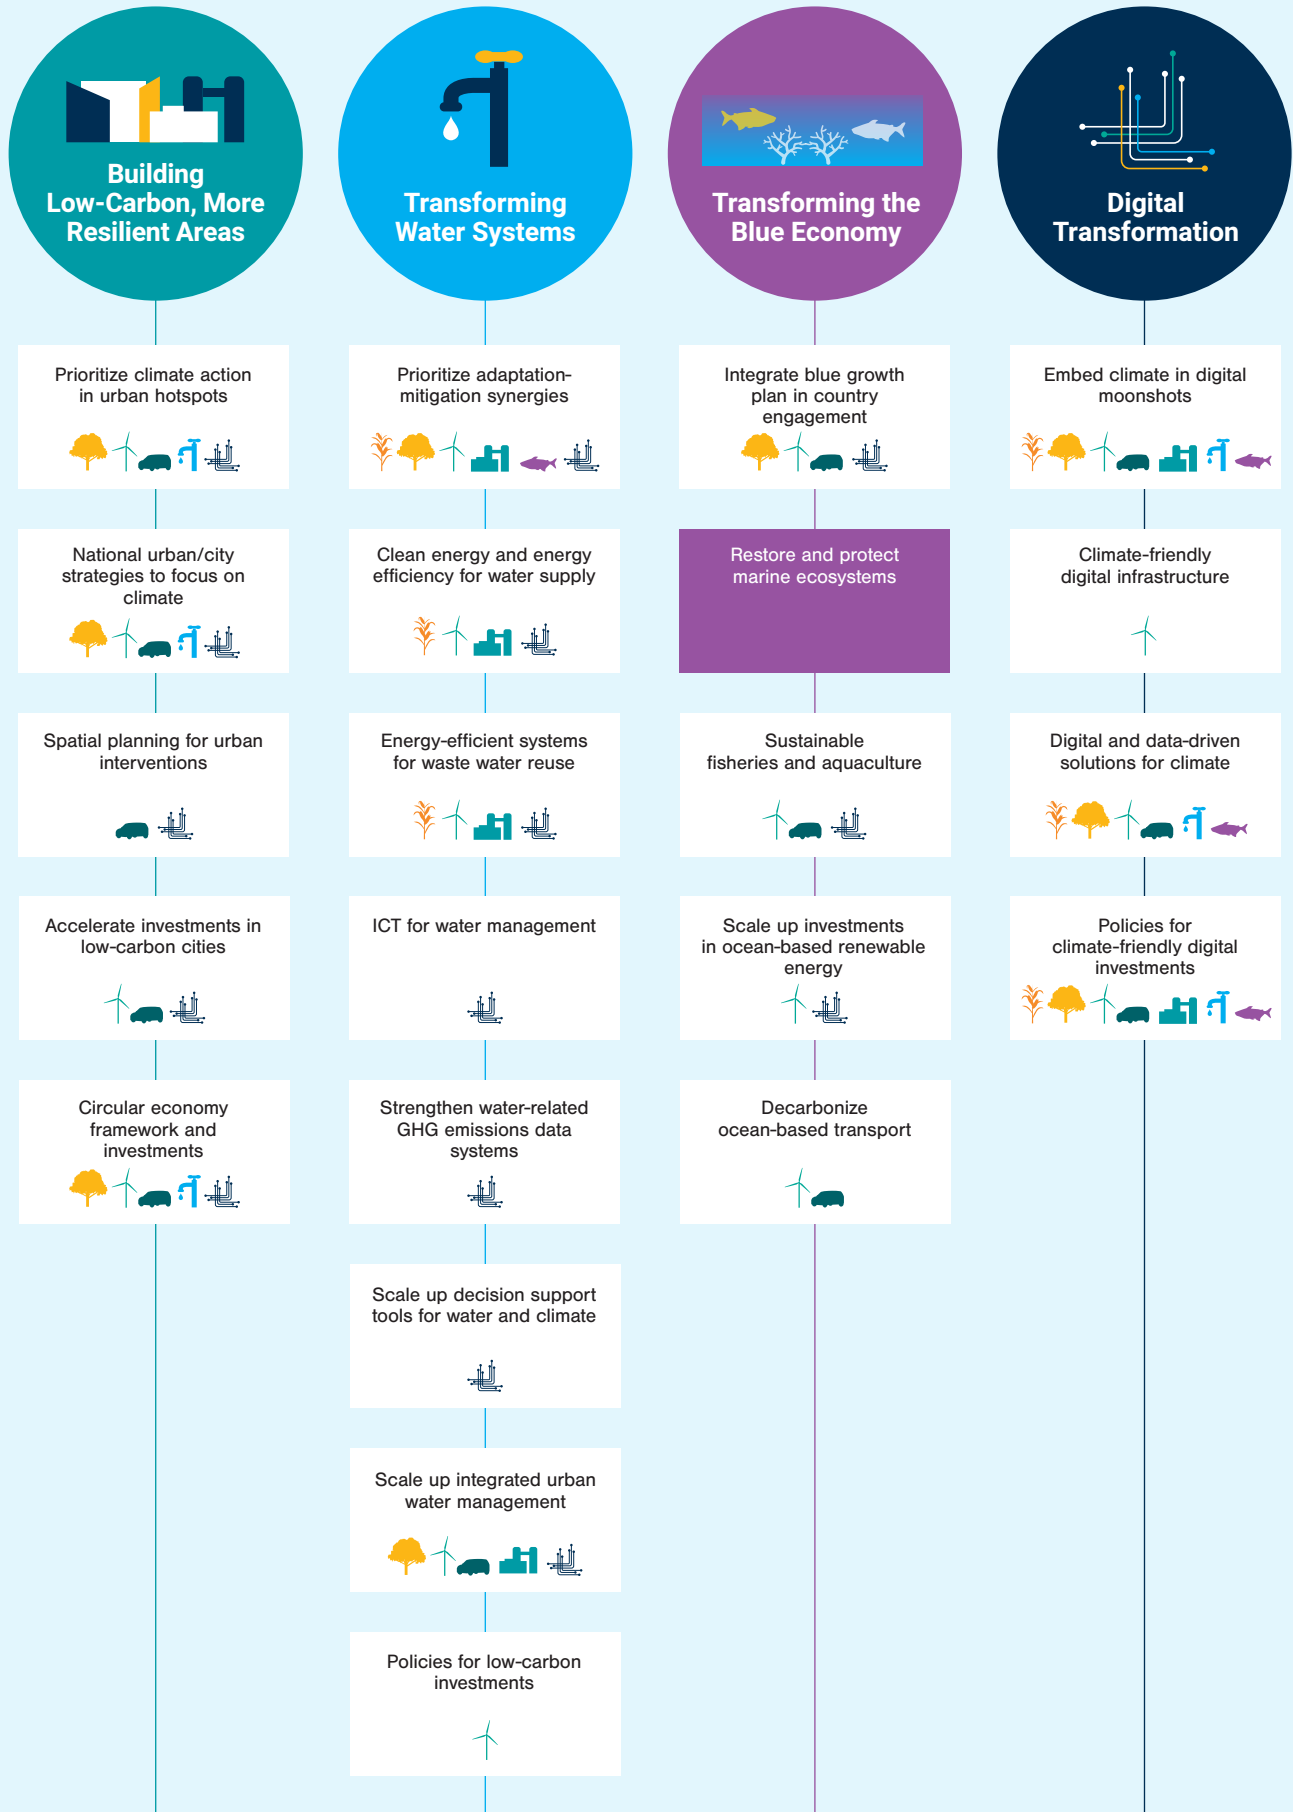 Building
Low-Carbon, More
Resilient Areas
Prioritize climate action
in urban hotspots
National urban/city
strategies to focus on
climate
Spatial planning for urban
interventions
Accelerate investments in
low-carbon cities
Circular economy
framework and
investments
Transforming
Water Systems
Prioritize adaptation-
mitigation synergies
Clean energy and energy
efficiency for water supply
Energy-efficient systems
for waste water reuse
ICT for water management
Strengthen water-related
GHG emissions data
systems
Scale up decision support
tools for water and climate
Scale up integrated urban
water management
Policies for low-carbon
investments
Transforming the
Blue Economy
Integrate blue growth
plan in country
engagement
Restore and protect
marine ecosystems
Sustainable
fisheries and aquaculture
Scale up investments
in ocean-based renewable
energy
Decarbonize
ocean-based transport
Digital
Transformation
Embed climate in digital
moonshots
Climate-friendly
digital infrastructure
Digital and data-driven
solutions for climate
Policies for
climate-friendly digital
investments